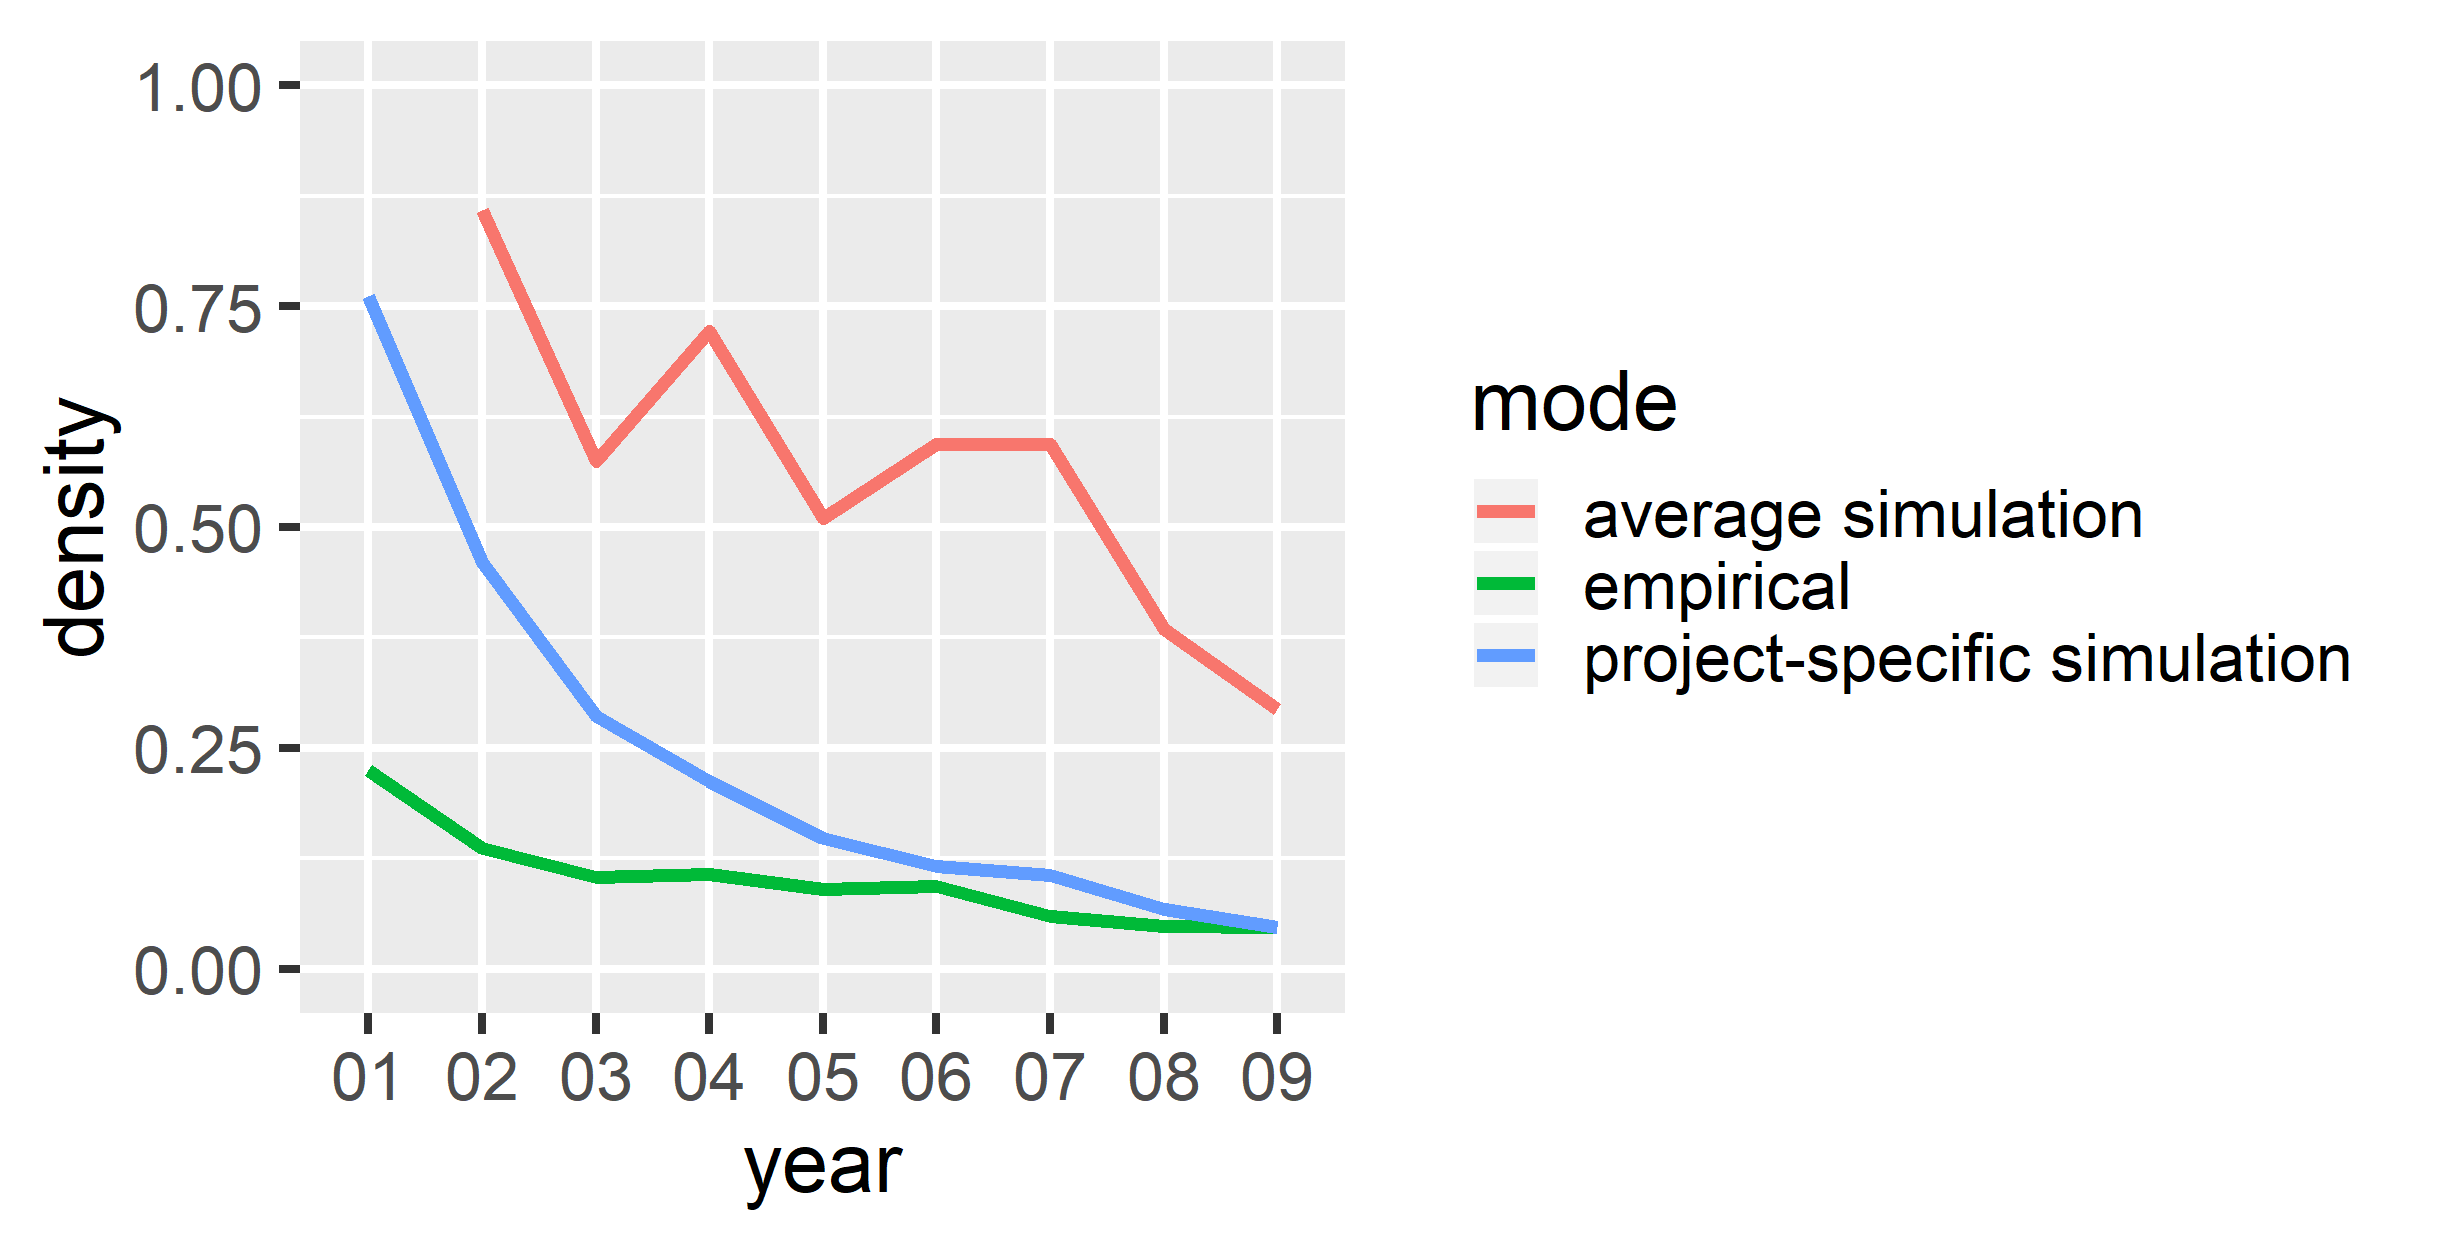 density
1.00
0.75
0.50
0.25
0.00
01 02 03 04 05 06 07 08 09
year
mode
average simulation
empirical
project-specific simulation